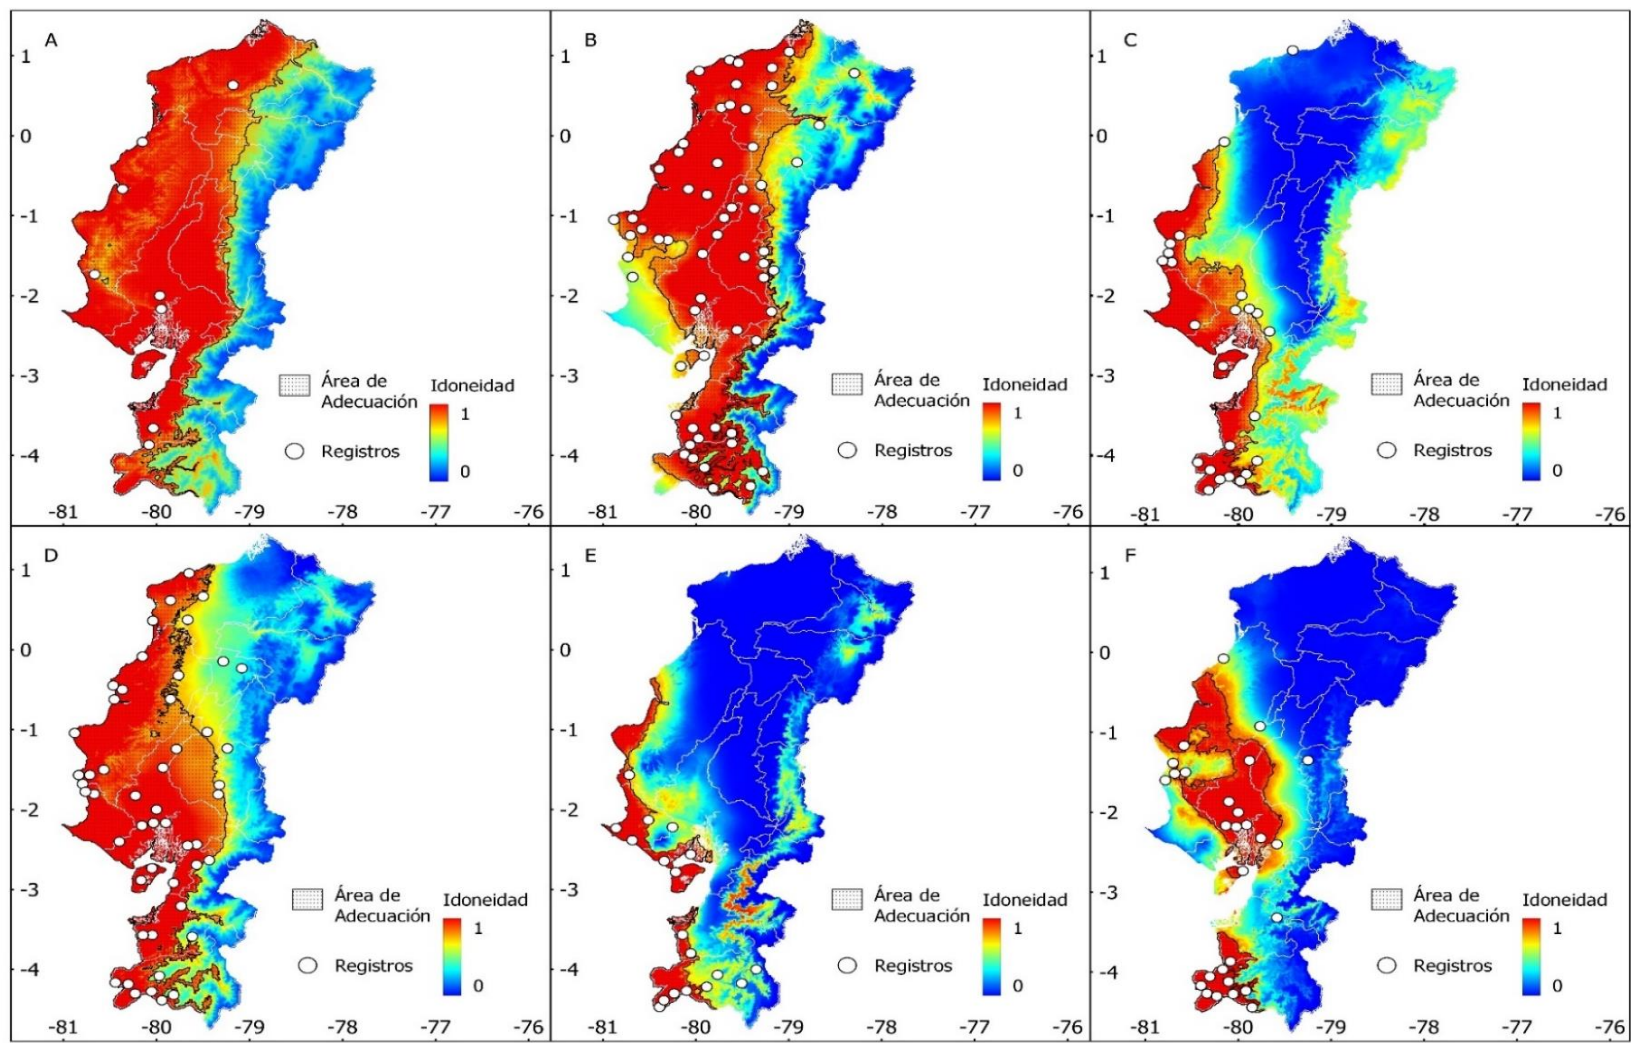 A
1
0
-1
-2
-3
-4
Área de
Adecuación
Registros
Idoneidad
1
0
-81
-80
-79
-78
-77
-76
B
1
0
-1
-2
-3
-4
Área de
Adecuación
Registros
Idoneidad
1
0
-81
-80
-79
-78
-77
-76
C
1
0
-1
-2
-3
-4
Área de
Adecuación
Registros
Idoneidad
1
0
-81
-80
-79
-78
-77
-76
D
1
0
-1
-2
-3
-4
Área de
Adecuación
Registros
Idoneidad
1
0
-81
-80
-79
-78
-77
-76
E
1
0
-1
-2
-3
-4
Área de
Adecuación
Registros
Idoneidad
1
0
-81
-80
-79
-78
-77
-76
F
1
0
-1
-2
-3
-4
Área de
Adecuación
Registros
Idoneidad
1
0
-81
-80
-79
-78
-77
-76